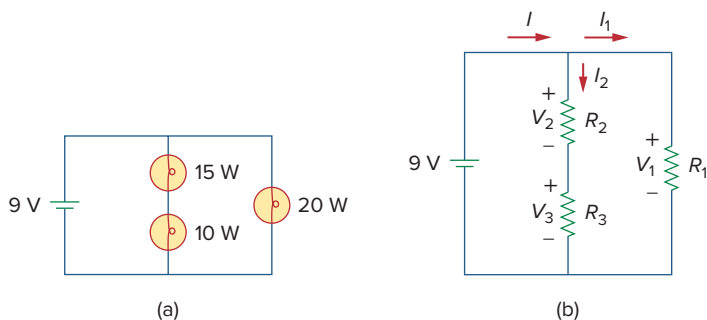 9 V
15 W
10 W
20 W
(a)
I
I₁
I₂
9 V
+
V₂
−
R₂
+
V₃
−
R₃
+
V₁
−
R₁
(b)